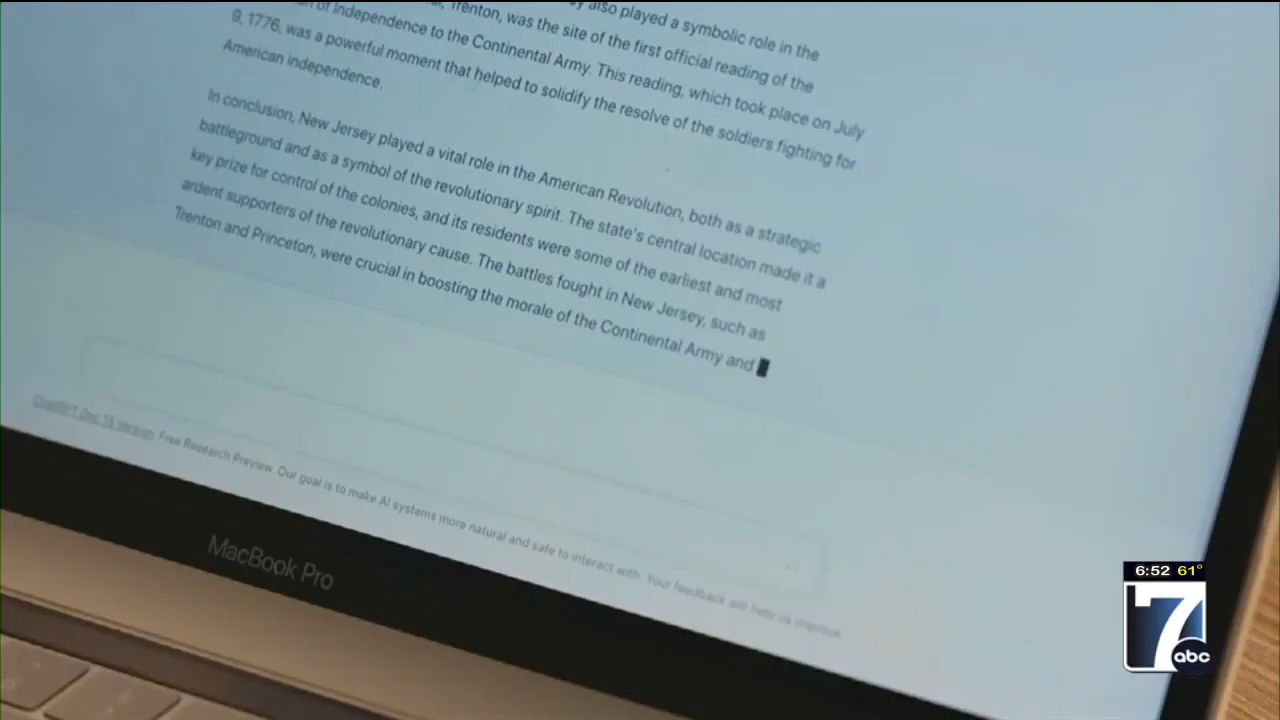 also played a symbolic role in the
Trenton, was the site of the first official reading of the
of Independence to the Continental Army. This reading, which took place on July
9, 1776, was a powerful moment that helped to solidify the resolve of the soldiers fighting for
American independence.
In conclusion, New Jersey played a vital role in the American Revolution, both as a strategic
battleground and as a symbol of the revolutionary spirit. The state's central location made it a
key prize for control of the colonies, and its residents were some of the earliest and most
ardent supporters of the revolutionary cause. The battles fought in New Jersey, such as
Trenton and Princeton, were crucial in boosting the morale of the Continental Army and
ChatGPT Dec 15 Version. Free Research Preview. Our goal is to make AI systems more natural and safe to interact with. Your feedback will help us improve.
MacBook Pro
6:52 61°
7
abc